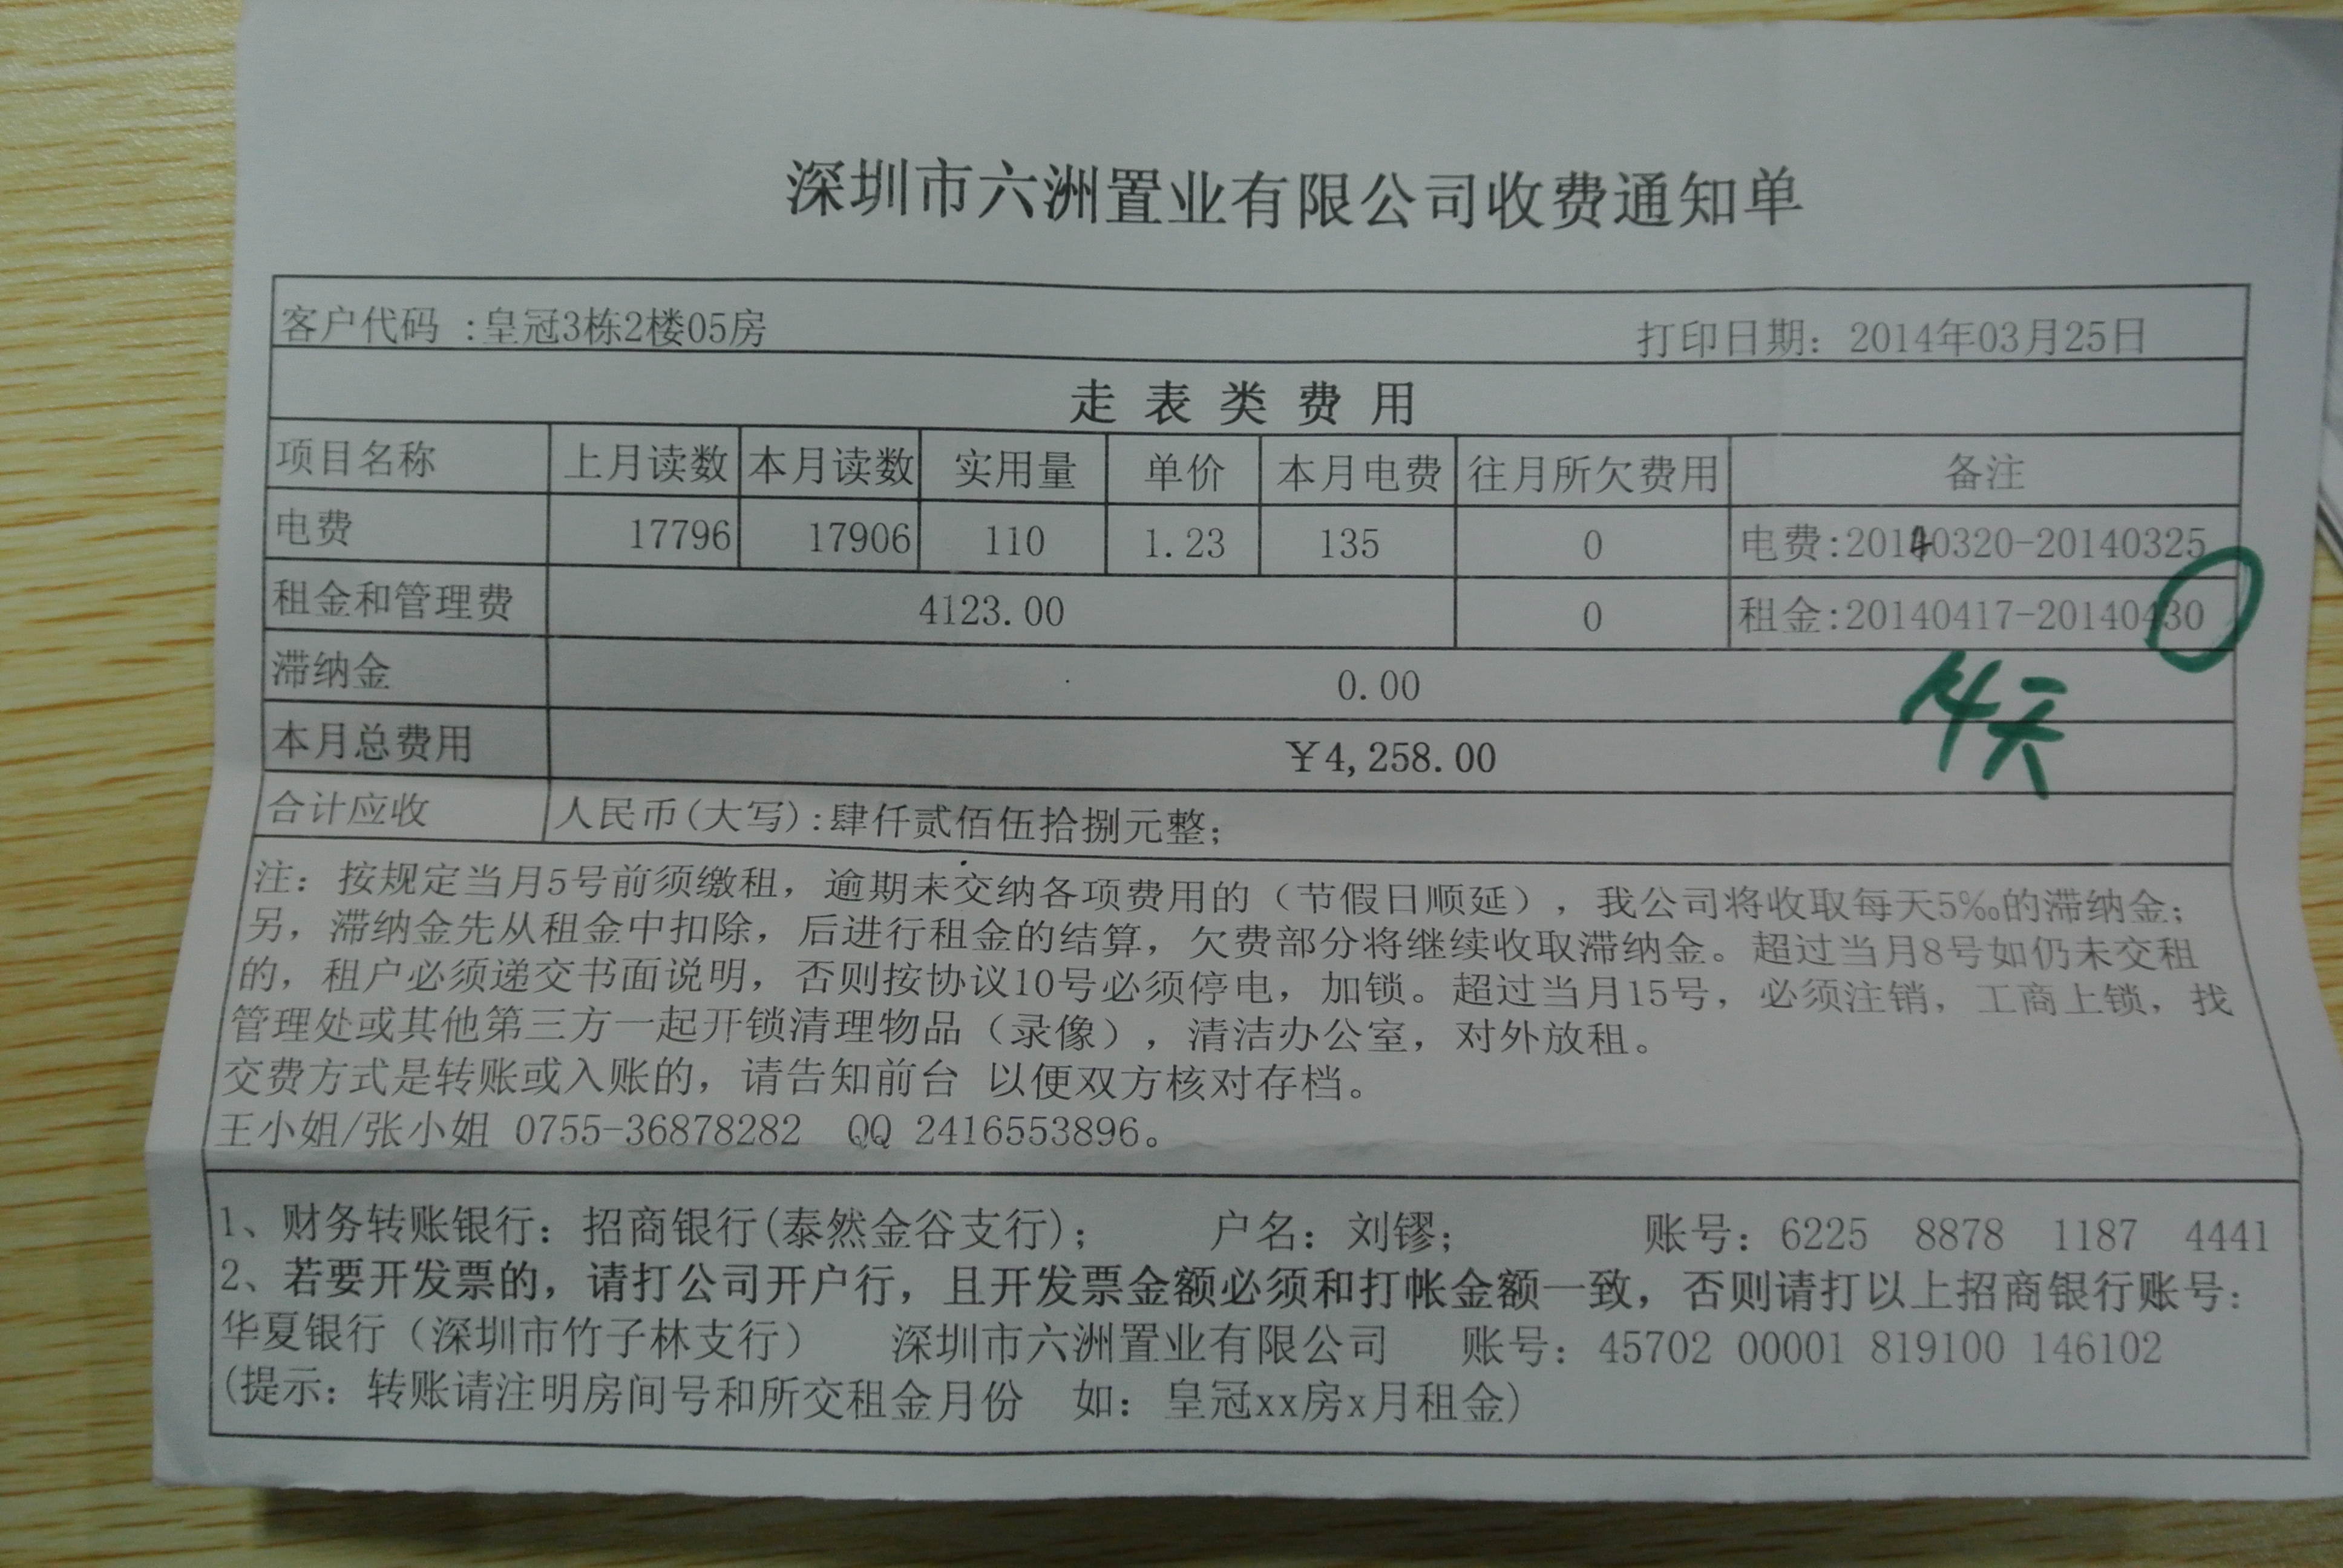 深圳市六洲置业有限公司收费通知单
客户代码 :皇冠3栋2楼05房 打印日期: 2014年03月25日
走表类费用
项目名称 上月读数 本月读数 实用量 单价 本月电费 往月所欠费用 备注
电费 17796 17906 110 1.23 135 0 电费:20140320-20140325
租金和管理费 4123.00 0 租金:20140417-20140430
滞纳金 0.00
14天
本月总费用 ¥4,258.00
合计应收 人民币(大写):肆仟贰佰伍拾捌元整;
注: 按规定当月5号前须缴租, 逾期未交纳各项费用的(节假日顺延), 我公司将收取每天5‰的滞纳金;
另, 滞纳金先从租金中扣除, 后进行租金的结算, 欠费部分将继续收取滞纳金。超过当月8号如仍未交租
的, 租户必须递交书面说明, 否则按协议10号必须停电, 加锁。超过当月15号, 必须注销, 工商上锁, 找
管理处或其他第三方一起开锁清理物品(录像), 清洁办公室, 对外放租。
交费方式是转账或入账的, 请告知前台 以便双方核对存档。
王小姐/张小姐 0755-36878282 QQ 2416553896。
1、财务转账银行: 招商银行(泰然金谷支行); 户名: 刘镠; 账号: 6225 8878 1187 4441
2、若要开发票的, 请打公司开户行, 且开发票金额必须和打帐金额一致, 否则请打以上招商银行账号:
华夏银行(深圳市竹子林支行) 深圳市六洲置业有限公司 账号: 45702 00001 819100 146102
(提示: 转账请注明房间号和所交租金月份 如: 皇冠xx房x月租金)